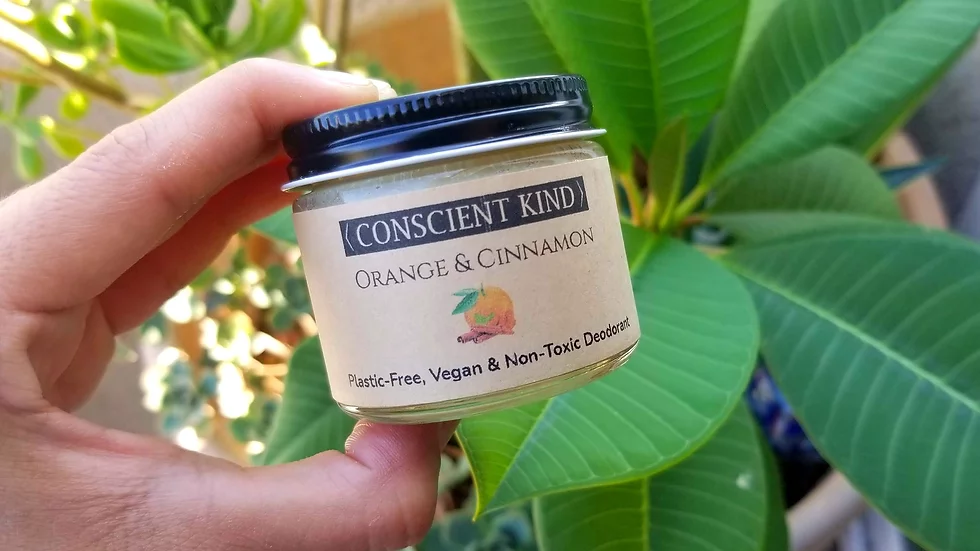 ⟨CONSCIENT KIND⟩
ORANGE & CINNAMON
Plastic-Free, Vegan & Non-Toxic Deodorant